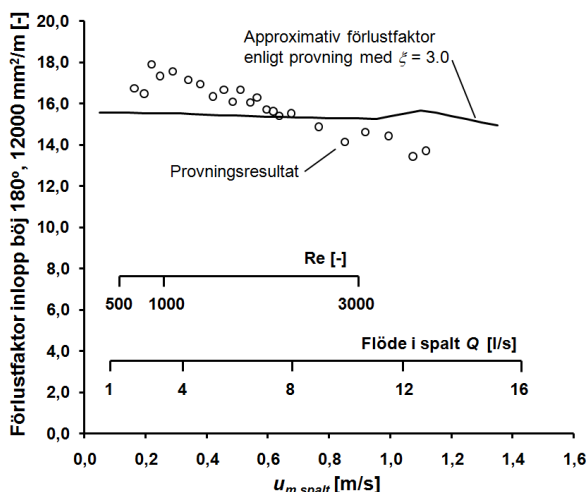 Förlustfaktor inlopp böj 180º, 12000 mm²/m [-]
20,0
18,0
16,0
14,0
12,0
10,0
8,0
6,0
4,0
2,0
0,0
Approximativ förlustfaktor
enligt provning med ξ = 3.0
Provningsresultat
Re [-]
500 1000 3000
Flöde i spalt Q [l/s]
1 4 8 12 16
0,0 0,2 0,4 0,6 0,8 1,0 1,2 1,4 1,6
u m spalt [m/s]